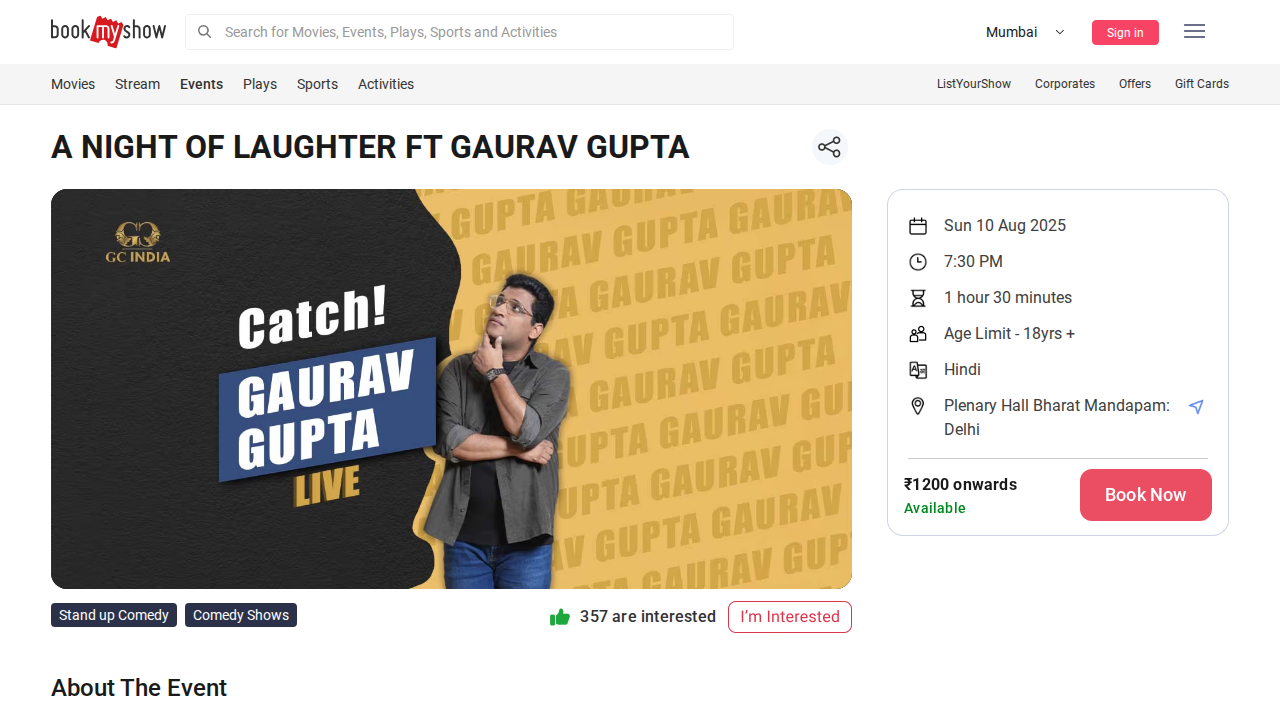 bookmyshow
Search for Movies, Events, Plays, Sports and Activities
Mumbai
Sign in
Movies
Stream
Events
Plays
Sports
Activities
ListYourShow
Corporates
Offers
Gift Cards
A NIGHT OF LAUGHTER FT GAURAV GUPTA
GC INDIA
Catch!
GAURAV
GUPTA
LIVE
GUPTA GAURAV GUPTA GAURAV
GAURAV GUPTA GAURAV
GAURAV GUPTA
GUPTA GAURAV
GAURAV GUPTA
GUPTA GAURAV GUPTA
GAURAV GUPTA
GUPTA GAURAV
GAURAV GUPTA
Sun 10 Aug 2025
7:30 PM
1 hour 30 minutes
Age Limit - 18yrs +
Hindi
Plenary Hall Bharat Mandapam:
Delhi
₹1200 onwards
Available
Book Now
Stand up Comedy
Comedy Shows
357 are interested
I’m Interested
About The Event